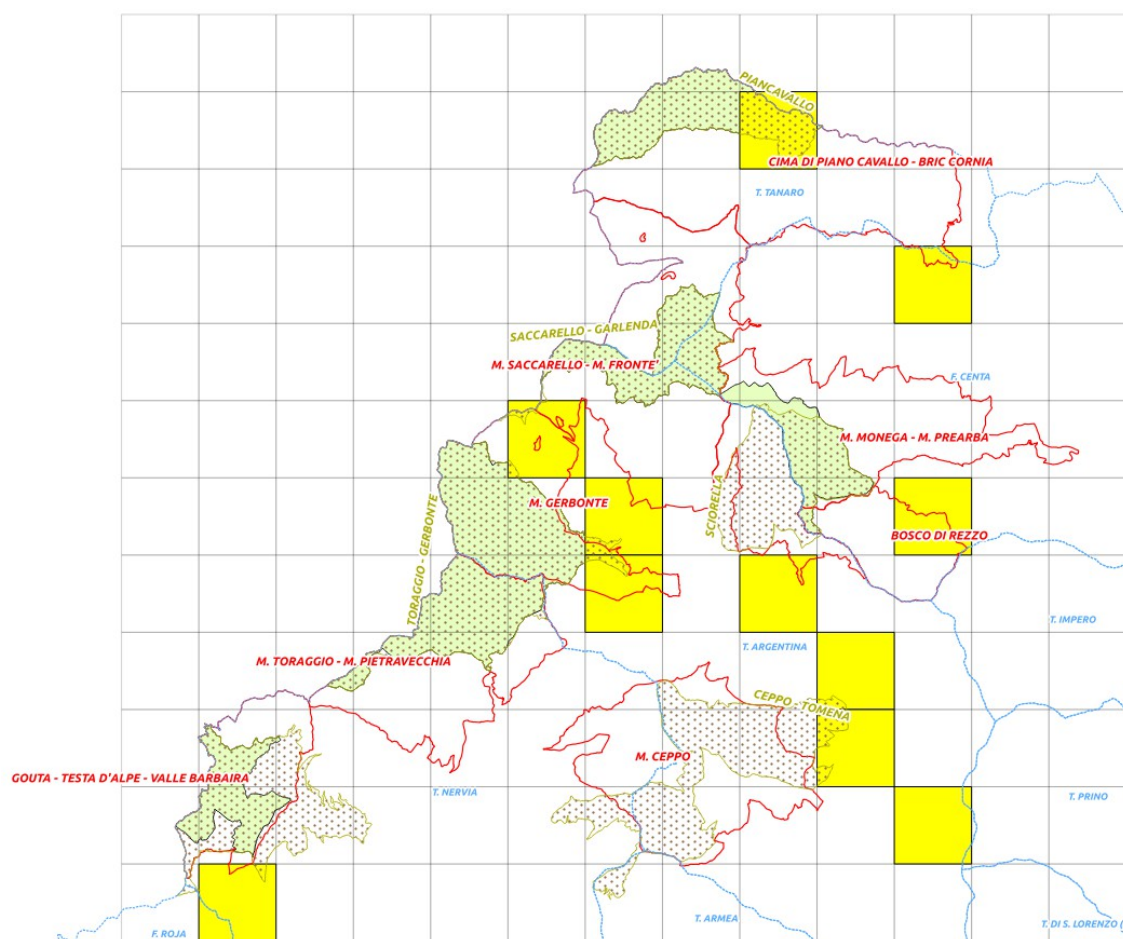 PIANCAVALLO
CIMA DI PIANO CAVALLO - BRIC CORNIA
T. TANARO
SACCARELLO - GARLENDA
M. SACCARELLO - M. FRONTE'
F. CENTA
M. MONEGA - M. PREARBA
SCIORELLA
M. GERBONTE
BOSCO DI REZZO
TORAGGIO - GERBONTE
T. IMPERO
T. ARGENTINA
M. TORAGGIO - M. PIETRAVECCHIA
CEPPO - TOMENA
M. CEPPO
GOUTA - TESTA D'ALPE - VALLE BARBAIRA
T. NERVIA
T. PRINO
T. ARMEA
T. DI S. LORENZO (
F. ROJA